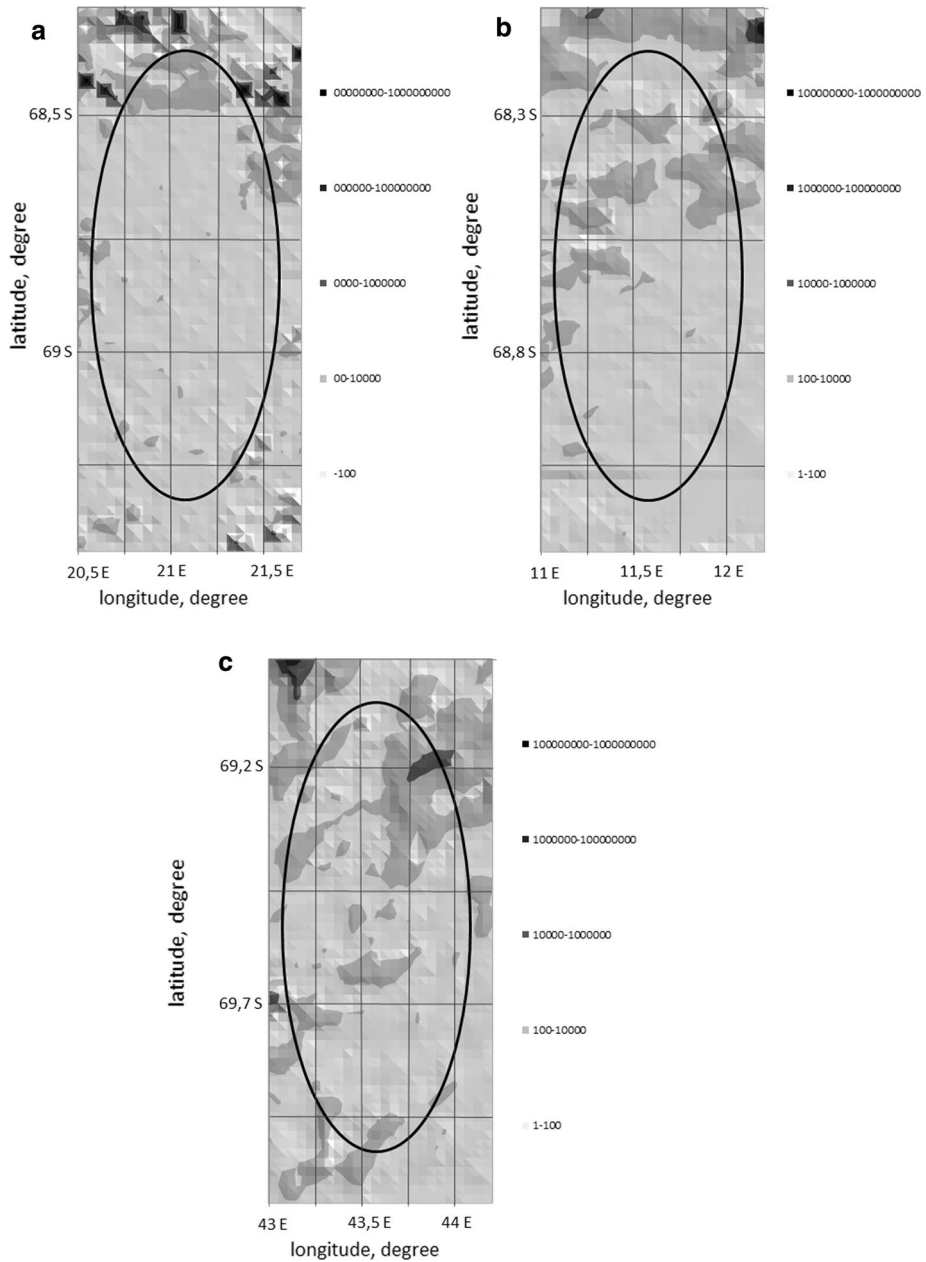 a
latitude, degree
68,5 S
69 S
20,5 E 21 E 21,5 E
longitude, degree
00000000-1000000000
000000-100000000
0000-1000000
00-10000
-100
b
latitude, degree
68,3 S
68,8 S
11 E 11,5 E 12 E
longitude, degree
100000000-1000000000
1000000-100000000
10000-1000000
100-10000
1-100
c
latitude, degree
69,2 S
69,7 S
43 E 43,5 E 44 E
longitude, degree
100000000-1000000000
1000000-100000000
10000-1000000
100-10000
1-100